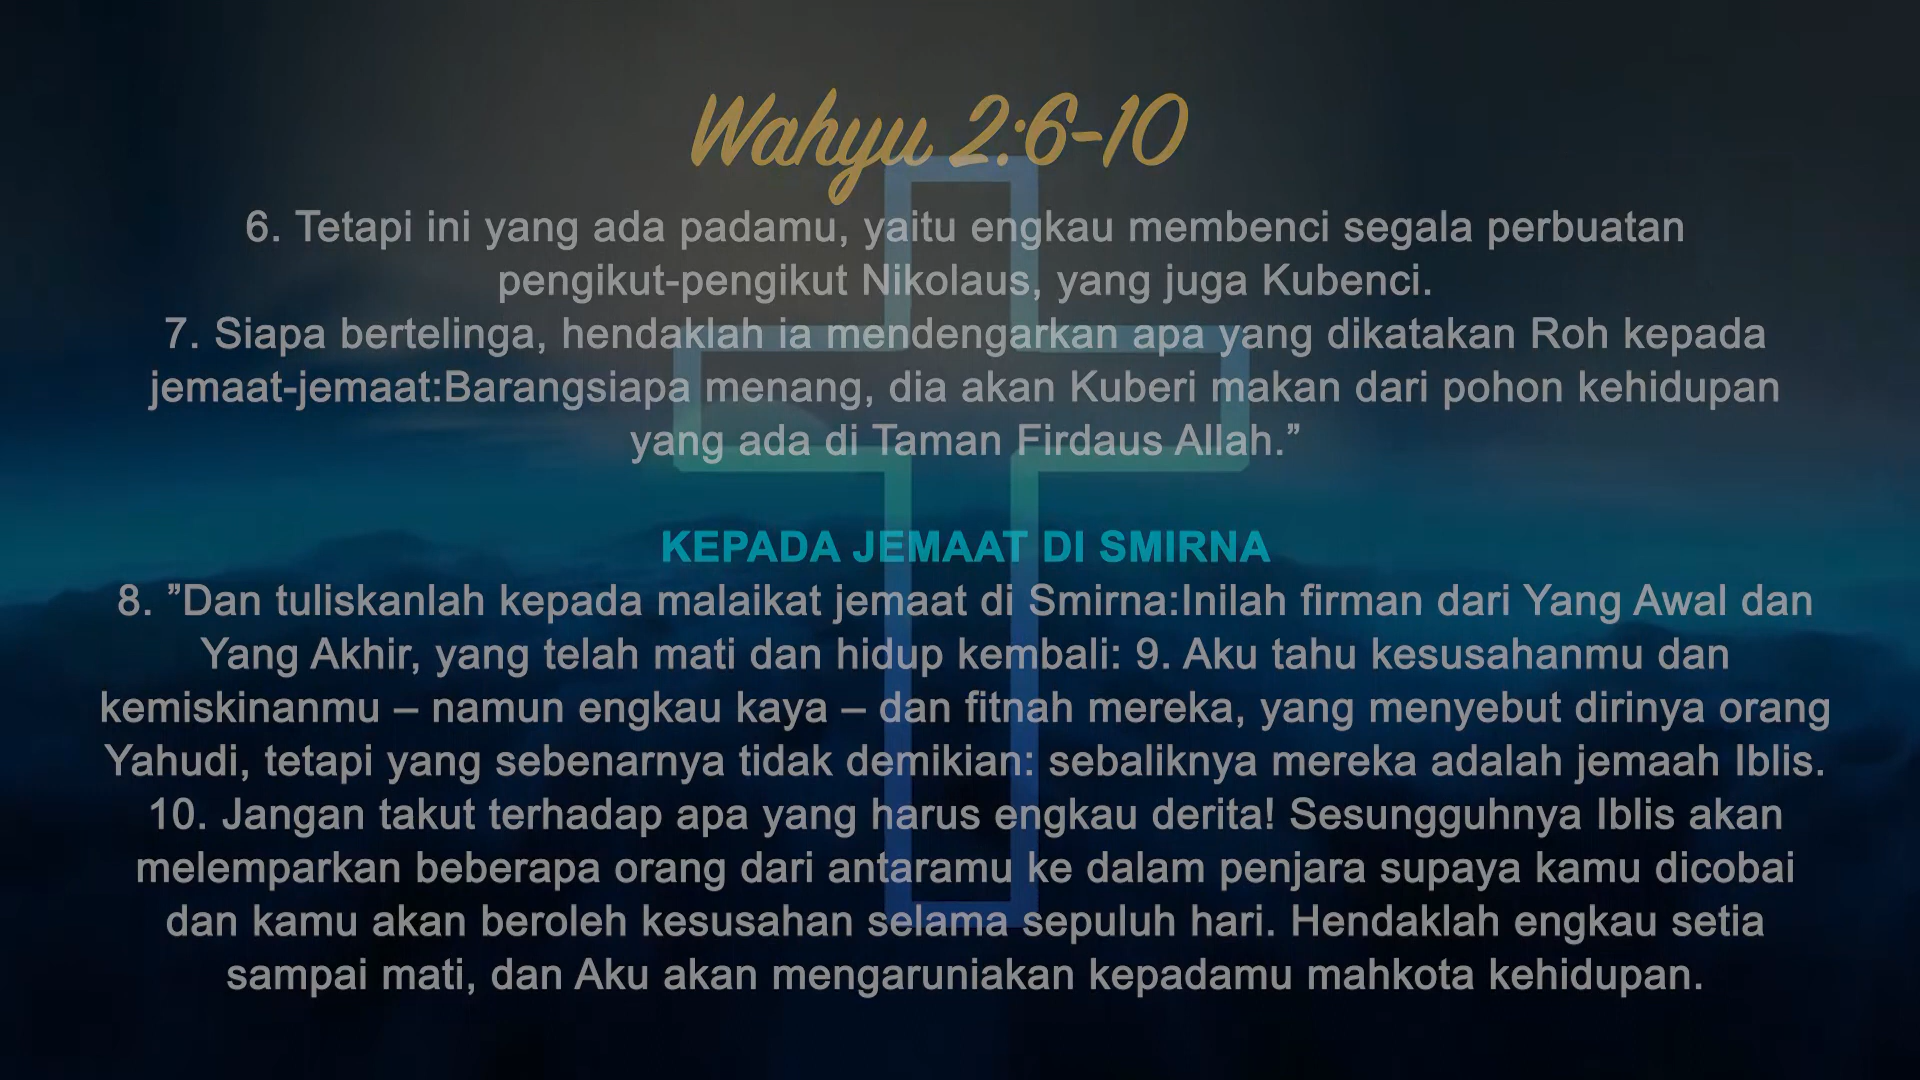 Wahyu 2:6-10
6. Tetapi ini yang ada padamu, yaitu engkau membenci segala perbuatan
pengikut-pengikut Nikolaus, yang juga Kubenci.
7. Siapa bertelinga, hendaklah ia mendengarkan apa yang dikatakan Roh kepada
jemaat-jemaat:Barangsiapa menang, dia akan Kuberi makan dari pohon kehidupan
yang ada di Taman Firdaus Allah.”
KEPADA JEMAAT DI SMIRNA
8. ”Dan tuliskanlah kepada malaikat jemaat di Smirna:Inilah firman dari Yang Awal dan
Yang Akhir, yang telah mati dan hidup kembali: 9. Aku tahu kesusahanmu dan
kemiskinanmu – namun engkau kaya – dan fitnah mereka, yang menyebut dirinya orang
Yahudi, tetapi yang sebenarnya tidak demikian: sebaliknya mereka adalah jemaah Iblis.
10. Jangan takut terhadap apa yang harus engkau derita! Sesungguhnya Iblis akan
melemparkan beberapa orang dari antaramu ke dalam penjara supaya kamu dicobai
dan kamu akan beroleh kesusahan selama sepuluh hari. Hendaklah engkau setia
sampai mati, dan Aku akan mengaruniakan kepadamu mahkota kehidupan.